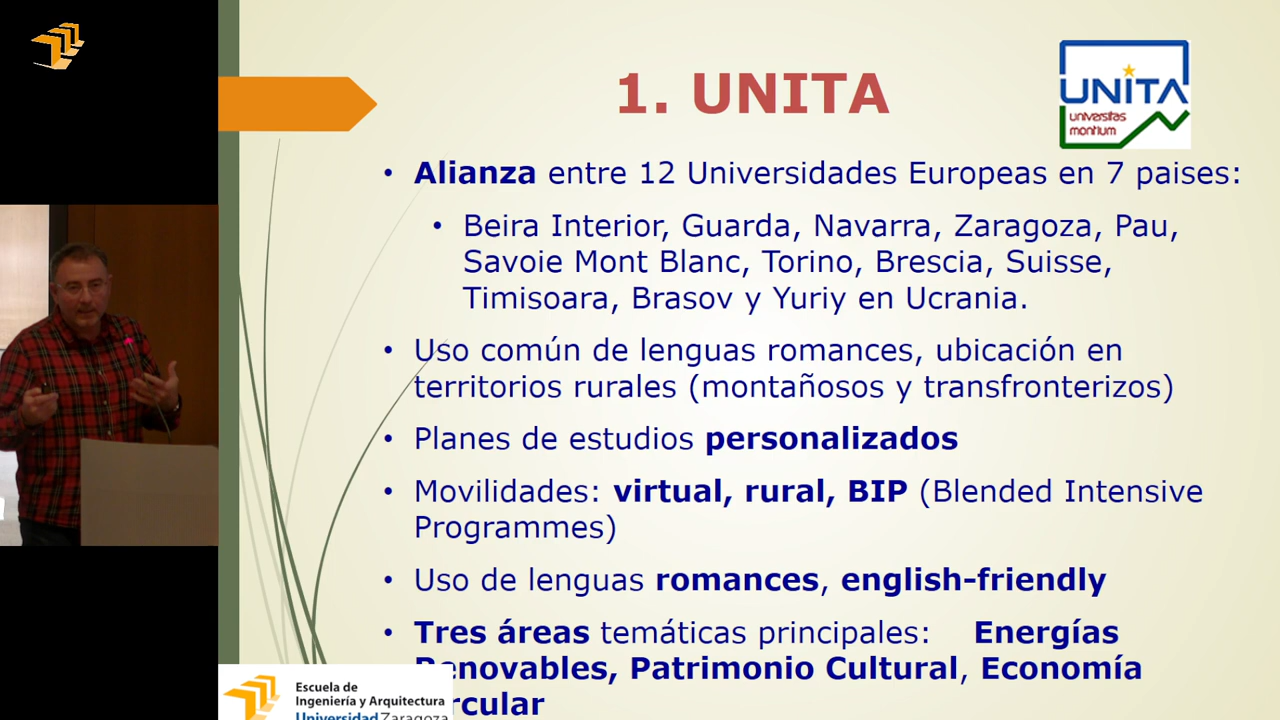 1. UNITA
UNITA
universitas
montium
• Alianza entre 12 Universidades Europeas en 7 paises:
• Beira Interior, Guarda, Navarra, Zaragoza, Pau,
Savoie Mont Blanc, Torino, Brescia, Suisse,
Timisoara, Brasov y Yuriy en Ucrania.
• Uso común de lenguas romances, ubicación en
territorios rurales (montañosos y transfronterizos)
• Planes de estudios personalizados
• Movilidades: virtual, rural, BIP (Blended Intensive
Programmes)
• Uso de lenguas romances, english-friendly
• Tres áreas temáticas principales: Energías
Renovables, Patrimonio Cultural, Economía
rcular
Escuela de
Ingeniería y Arquitectura
Universidad Zaragoza